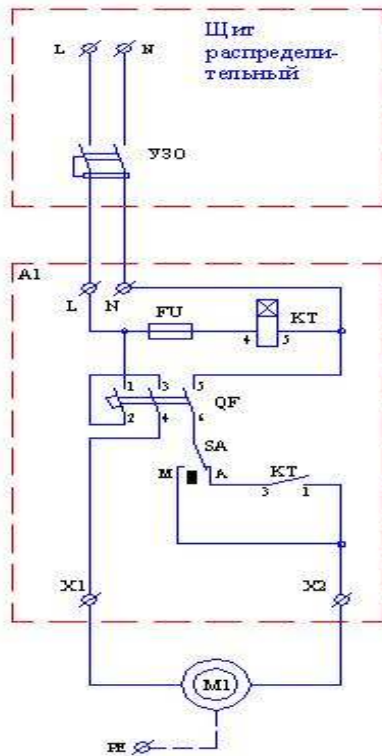 L N
Щит
распредели-
тельный
УЗО
A1
L N
FU KT
4 5
1 3 5
QF
2 4 6
SA
M A KT
3 1
X1 X2
M1
PE